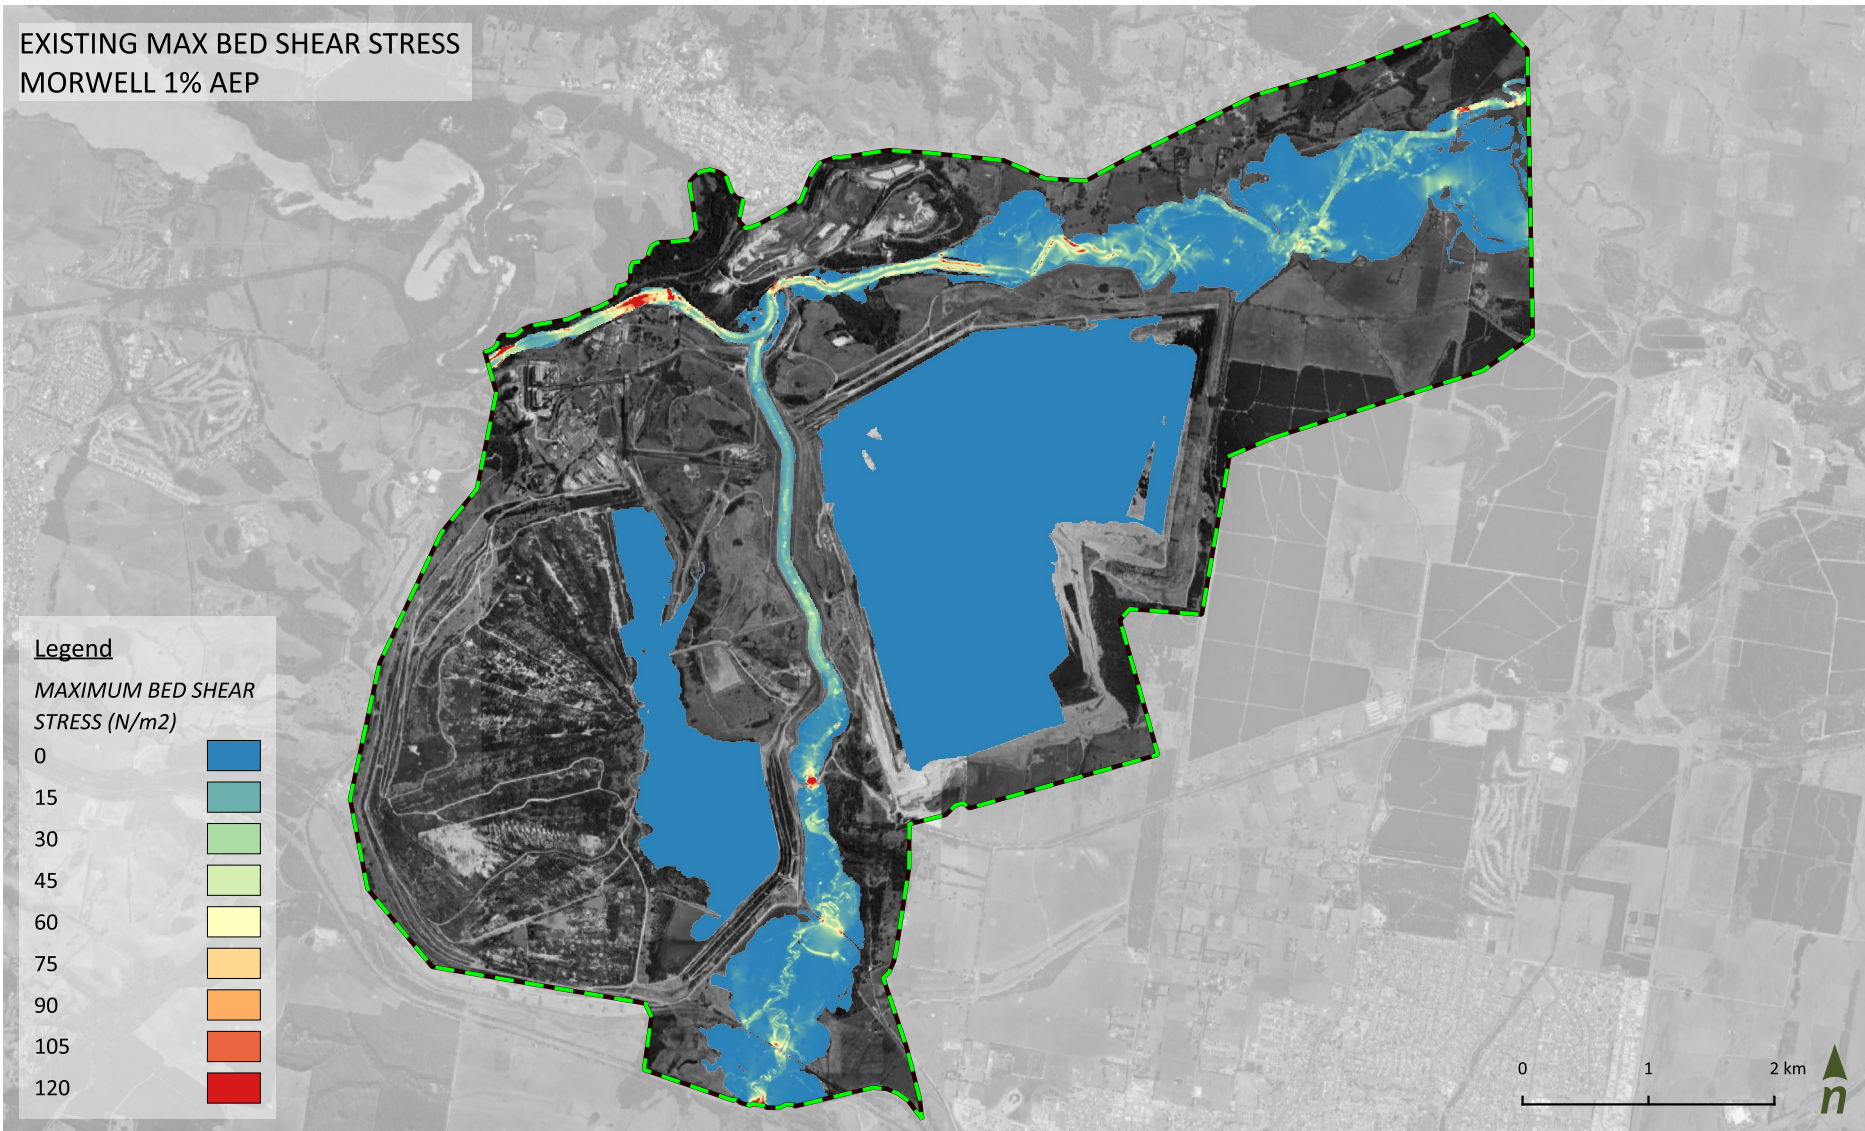 EXISTING MAX BED SHEAR STRESS
MORWELL 1% AEP
Legend
MAXIMUM BED SHEAR
STRESS (N/m2)
0
15
30
45
60
75
90
105
120
0 1 2 km
n